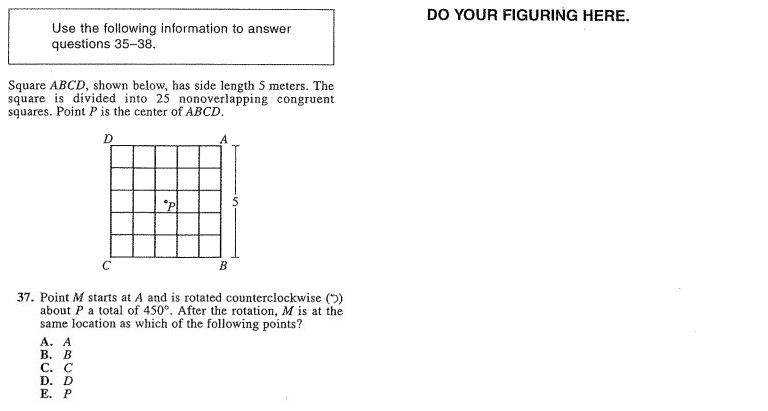 Use the following information to answer
questions 35–38.
DO YOUR FIGURING HERE.
Square ABCD, shown below, has side length 5 meters. The
square is divided into 25 nonoverlapping congruent
squares. Point P is the center of ABCD.
D A
P 5
C B
37. Point M starts at A and is rotated counterclockwise (↺)
about P a total of 450°. After the rotation, M is at the
same location as which of the following points?
A. A
B. B
C. C
D. D
E. P